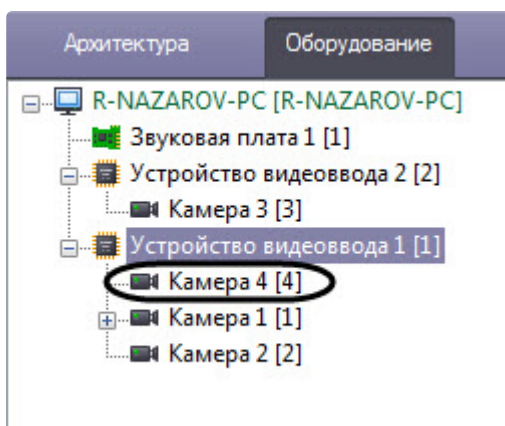 Архитектура Оборудование
R-NAZAROV-PC [R-NAZAROV-PC]
Звуковая плата 1 [1]
Устройство видеоввода 2 [2]
Камера 3 [3]
Устройство видеоввода 1 [1]
Камера 4 [4]
Камера 1 [1]
Камера 2 [2]